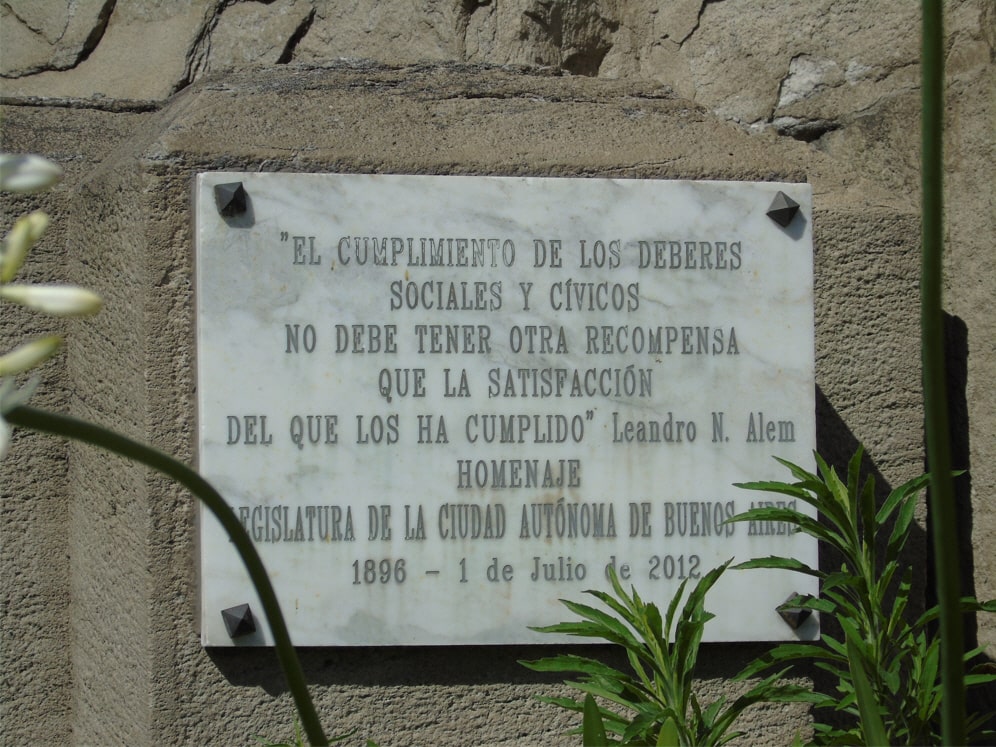 "EL CUMPLIMIENTO DE LOS DEBERES
SOCIALES Y CÍVICOS
NO DEBE TENER OTRA RECOMPENSA
QUE LA SATISFACCIÓN
DEL QUE LOS HA CUMPLIDO" Leandro N. Alem
HOMENAJE
LEGISLATURA DE LA CIUDAD AUTÓNOMA DE BUENOS AIRES
1896 - 1 de Julio de 2012